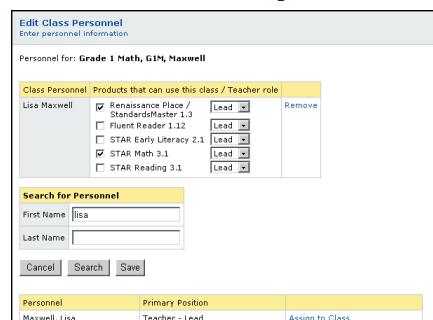 Edit Class Personnel
Enter personnel information
Personnel for: Grade 1 Math, G1M, Maxwell
Class Personnel Products that can use this class / Teacher role
Lisa Maxwell Renaissance Place / StandardsMaster 1.3 Lead Remove
Fluent Reader 1.12 Lead
STAR Early Literacy 2.1 Lead
STAR Math 3.1 Lead
STAR Reading 3.1 Lead
Search for Personnel
First Name lisa
Last Name
Cancel Search Save
Personnel Primary Position
Maxwell, Lisa Teacher - Lead Assign to Class